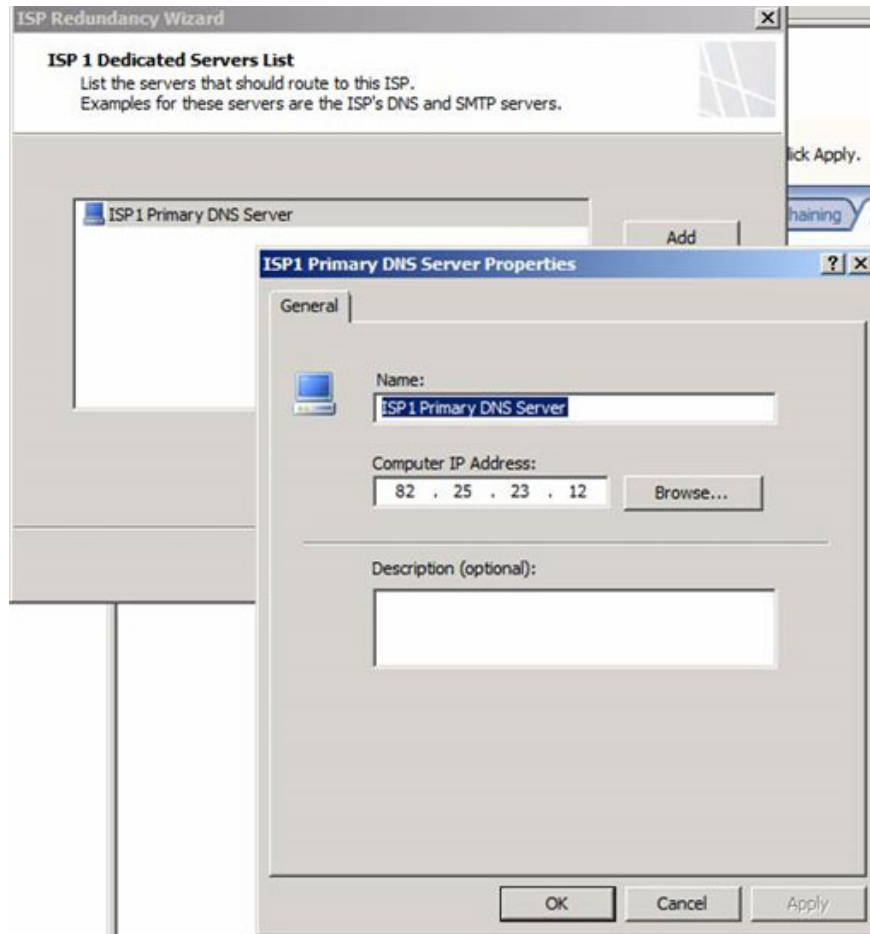 ISP Redundancy Wizard
ISP 1 Dedicated Servers List
List the servers that should route to this ISP.
Examples for these servers are the ISP's DNS and SMTP servers.
lick Apply.
haining
ISP1 Primary DNS Server
Add
ISP1 Primary DNS Server Properties
General
Name:
ISP1 Primary DNS Server
Computer IP Address:
82 . 25 . 23 . 12
Browse...
Description (optional):
OK
Cancel
Apply